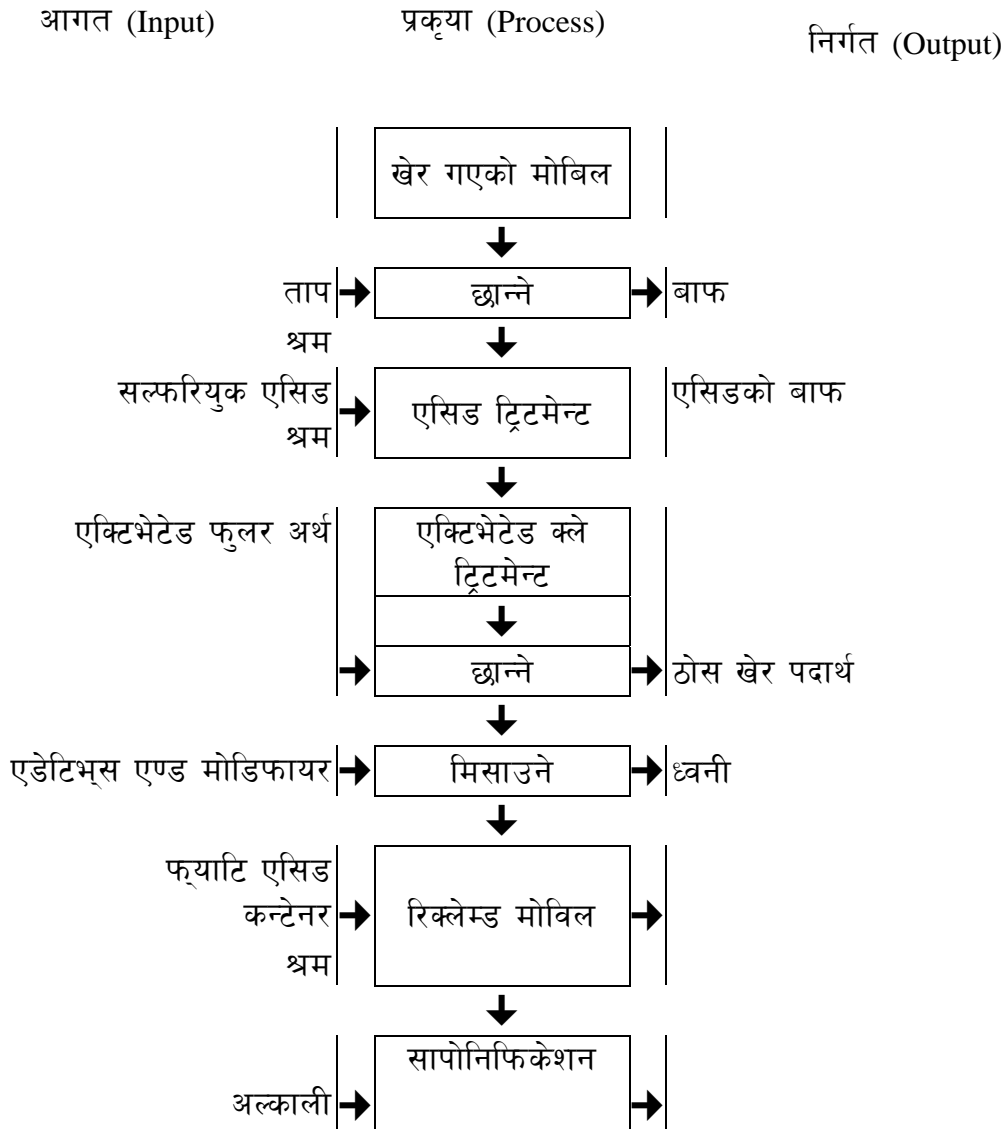 आगत (Input) प्रकृया (Process)
निर्गत (Output)
खेर गएको मोबिल
ताप छान्ने बाफ
श्रम
सल्फरियुक एसिड एसिडको बाफ
एसिड ट्रिटमेन्ट
श्रम
एक्टिभेटेड फुलर अर्थ एक्टिभेटेड क्ले
ट्रिटमेन्ट
छान्ने ठोस खेर पदार्थ
एडेटिभ्स एण्ड मोडिफायर मिसाउने ध्वनी
फ्याटि एसिड
कन्टेनर रिक्लेम्ड मोविल
श्रम
सापोनिफिकेशन
अल्काली